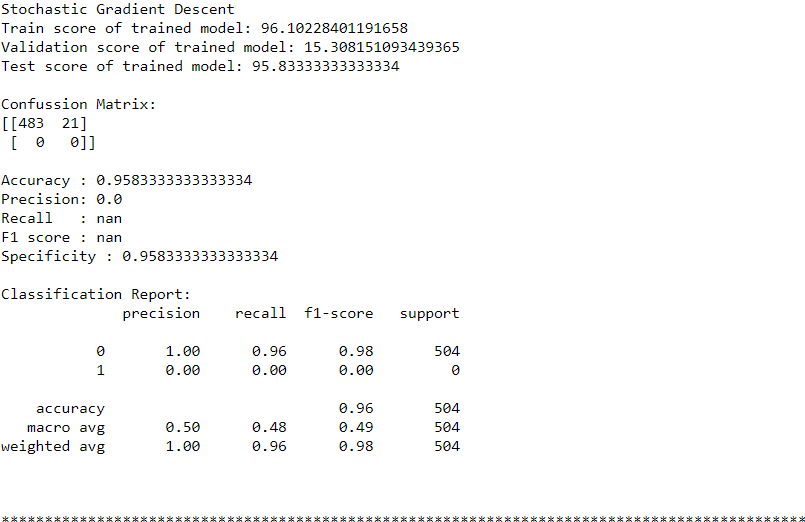 Stochastic Gradient Descent
Train score of trained model: 96.10228401191658
Validation score of trained model: 15.308151093439365
Test score of trained model: 95.83333333333334
Confussion Matrix:
[[483  21]
 [  0   0]]
Accuracy : 0.9583333333333334
Precision: 0.0
Recall   : nan
F1 score : nan
Specificity : 0.9583333333333334
Classification Report:
              precision    recall  f1-score   support
           0       1.00      0.96      0.98       504
           1       0.00      0.00      0.00         0
    accuracy                           0.96       504
   macro avg       0.50      0.48      0.49       504
weighted avg       1.00      0.96      0.98       504
*********************************************************************************************